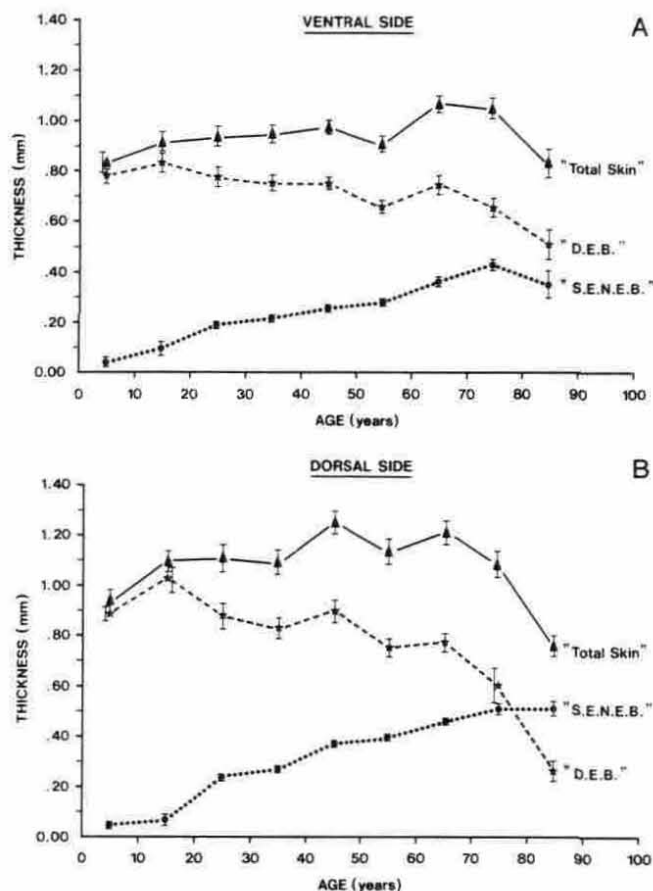 VENTRAL SIDE
A
THICKNESS (mm)
1.40
1.20
1.00
.80
.60
.40
.20
0.00
"Total Skin"
"D.E.B."
"S.E.N.E.B."
0 10 20 30 40 50 60 70 80 90 100
AGE (years)
DORSAL SIDE
B
THICKNESS (mm)
1.40
1.20
1.00
.80
.60
.40
.20
0.00
"Total Skin"
"S.E.N.E.B."
"D.E.B."
0 10 20 30 40 50 60 70 80 90 100
AGE (years)